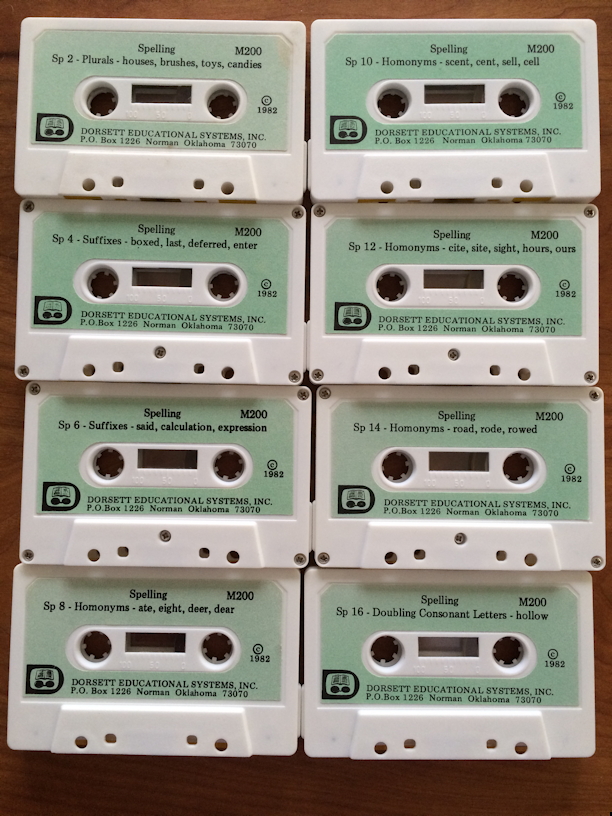 Spelling M200
Sp 2 - Plurals - houses, brushes, toys, candies
© 1982
DORSETT EDUCATIONAL SYSTEMS, INC.
P.O. Box 1226 Norman Oklahoma 73070
Spelling M200
Sp 10 - Homonyms - scent, cent, sell, cell
© 1982
DORSETT EDUCATIONAL SYSTEMS, INC.
P.O. Box 1226 Norman Oklahoma 73070
Spelling M200
Sp 4 - Suffixes - boxed, last, deferred, enter
© 1982
DORSETT EDUCATIONAL SYSTEMS, INC.
P.O.Box 1226 Norman Oklahoma 73070
Spelling M200
Sp 12 - Homonyms - cite, site, sight, hours, ours
© 1982
DORSETT EDUCATIONAL SYSTEMS, INC.
P.O.Box 1226 Norman Oklahoma 73070
Spelling M200
Sp 6 - Suffixes - said, calculation, expression
© 1982
DORSETT EDUCATIONAL SYSTEMS, INC.
P.O.Box 1226 Norman Oklahoma 73070
Spelling M200
Sp 14 - Homonyms - road, rode, rowed
© 1982
DORSETT EDUCATIONAL SYSTEMS, INC.
P.O.Box 1226 Norman Oklahoma 73070
Spelling M200
Sp 8 - Homonyms - ate, eight, deer, dear
© 1982
DORSETT EDUCATIONAL SYSTEMS, INC.
P.O. Box 1226 Norman Oklahoma 73070
Spelling M200
Sp 16 - Doubling Consonant Letters - hollow
© 1982
DORSETT EDUCATIONAL SYSTEMS, INC.
P.O. Box 1226 Norman Oklahoma 73070